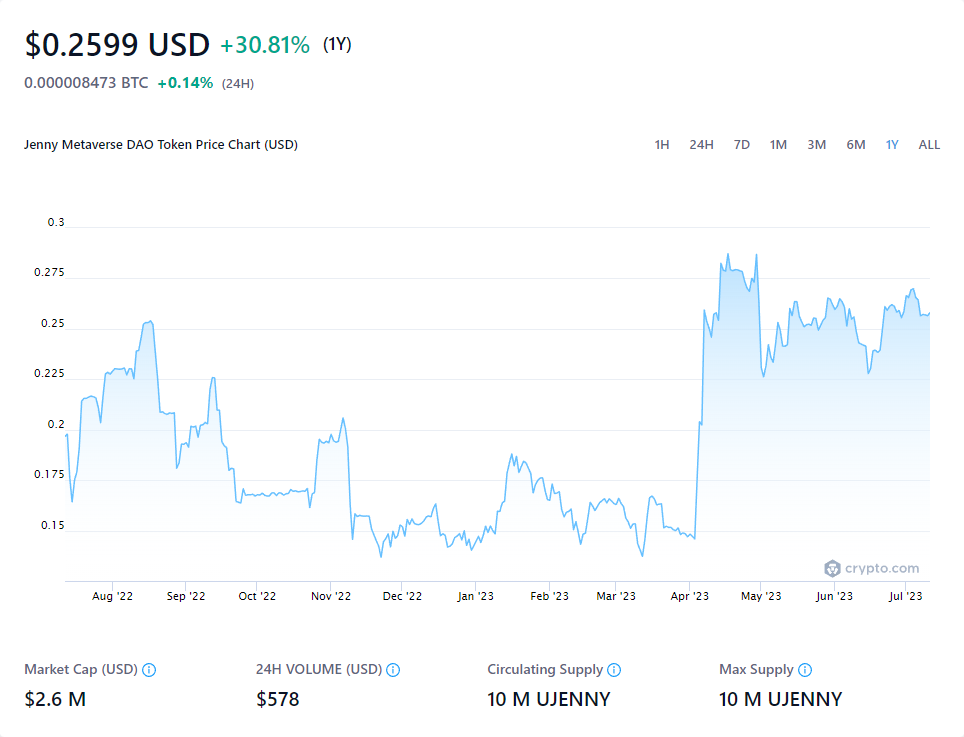 $0.2599 USD +30.81% (1Y)
0.000008473 BTC +0.14% (24H)
Jenny Metaverse DAO Token Price Chart (USD) 1H 24H 7D 1M 3M 6M 1Y ALL
0.3
0.275
0.25
0.225
0.2
0.175
0.15
crypto.com
Aug '22 Sep '22 Oct '22 Nov '22 Dec '22 Jan '23 Feb '23 Mar '23 Apr '23 May '23 Jun '23 Jul '23
Market Cap (USD) 24H VOLUME (USD) Circulating Supply Max Supply
$2.6 M $578 10 M UJENNY 10 M UJENNY